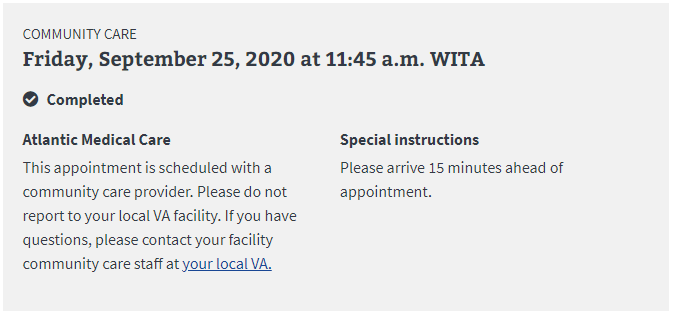 COMMUNITY CARE
Friday, September 25, 2020 at 11:45 a.m. WITA
Completed
Atlantic Medical Care
This appointment is scheduled with a
community care provider. Please do not
report to your local VA facility. If you have
questions, please contact your facility
community care staff at your local VA.
Special instructions
Please arrive 15 minutes ahead of
appointment.